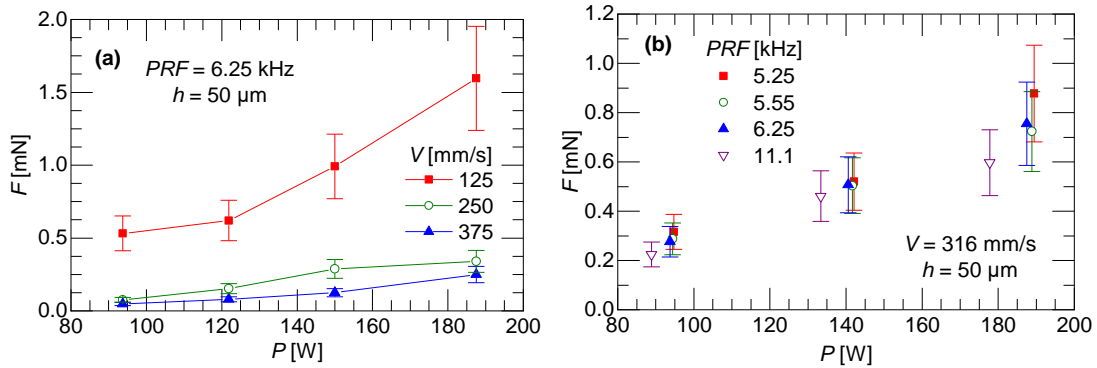 (a)
PRF = 6.25 kHz
h = 50 µm
V [mm/s]
125
250
375
F [mN]
2.0
1.5
1.0
0.5
0.0
80 100 120 140 160 180 200
P [W]
(b)
PRF [kHz]
5.25
5.55
6.25
11.1
V = 316 mm/s
h = 50 µm
F [mN]
1.2
1.0
0.8
0.6
0.4
0.2
0.0
80 100 120 140 160 180 200
P [W]